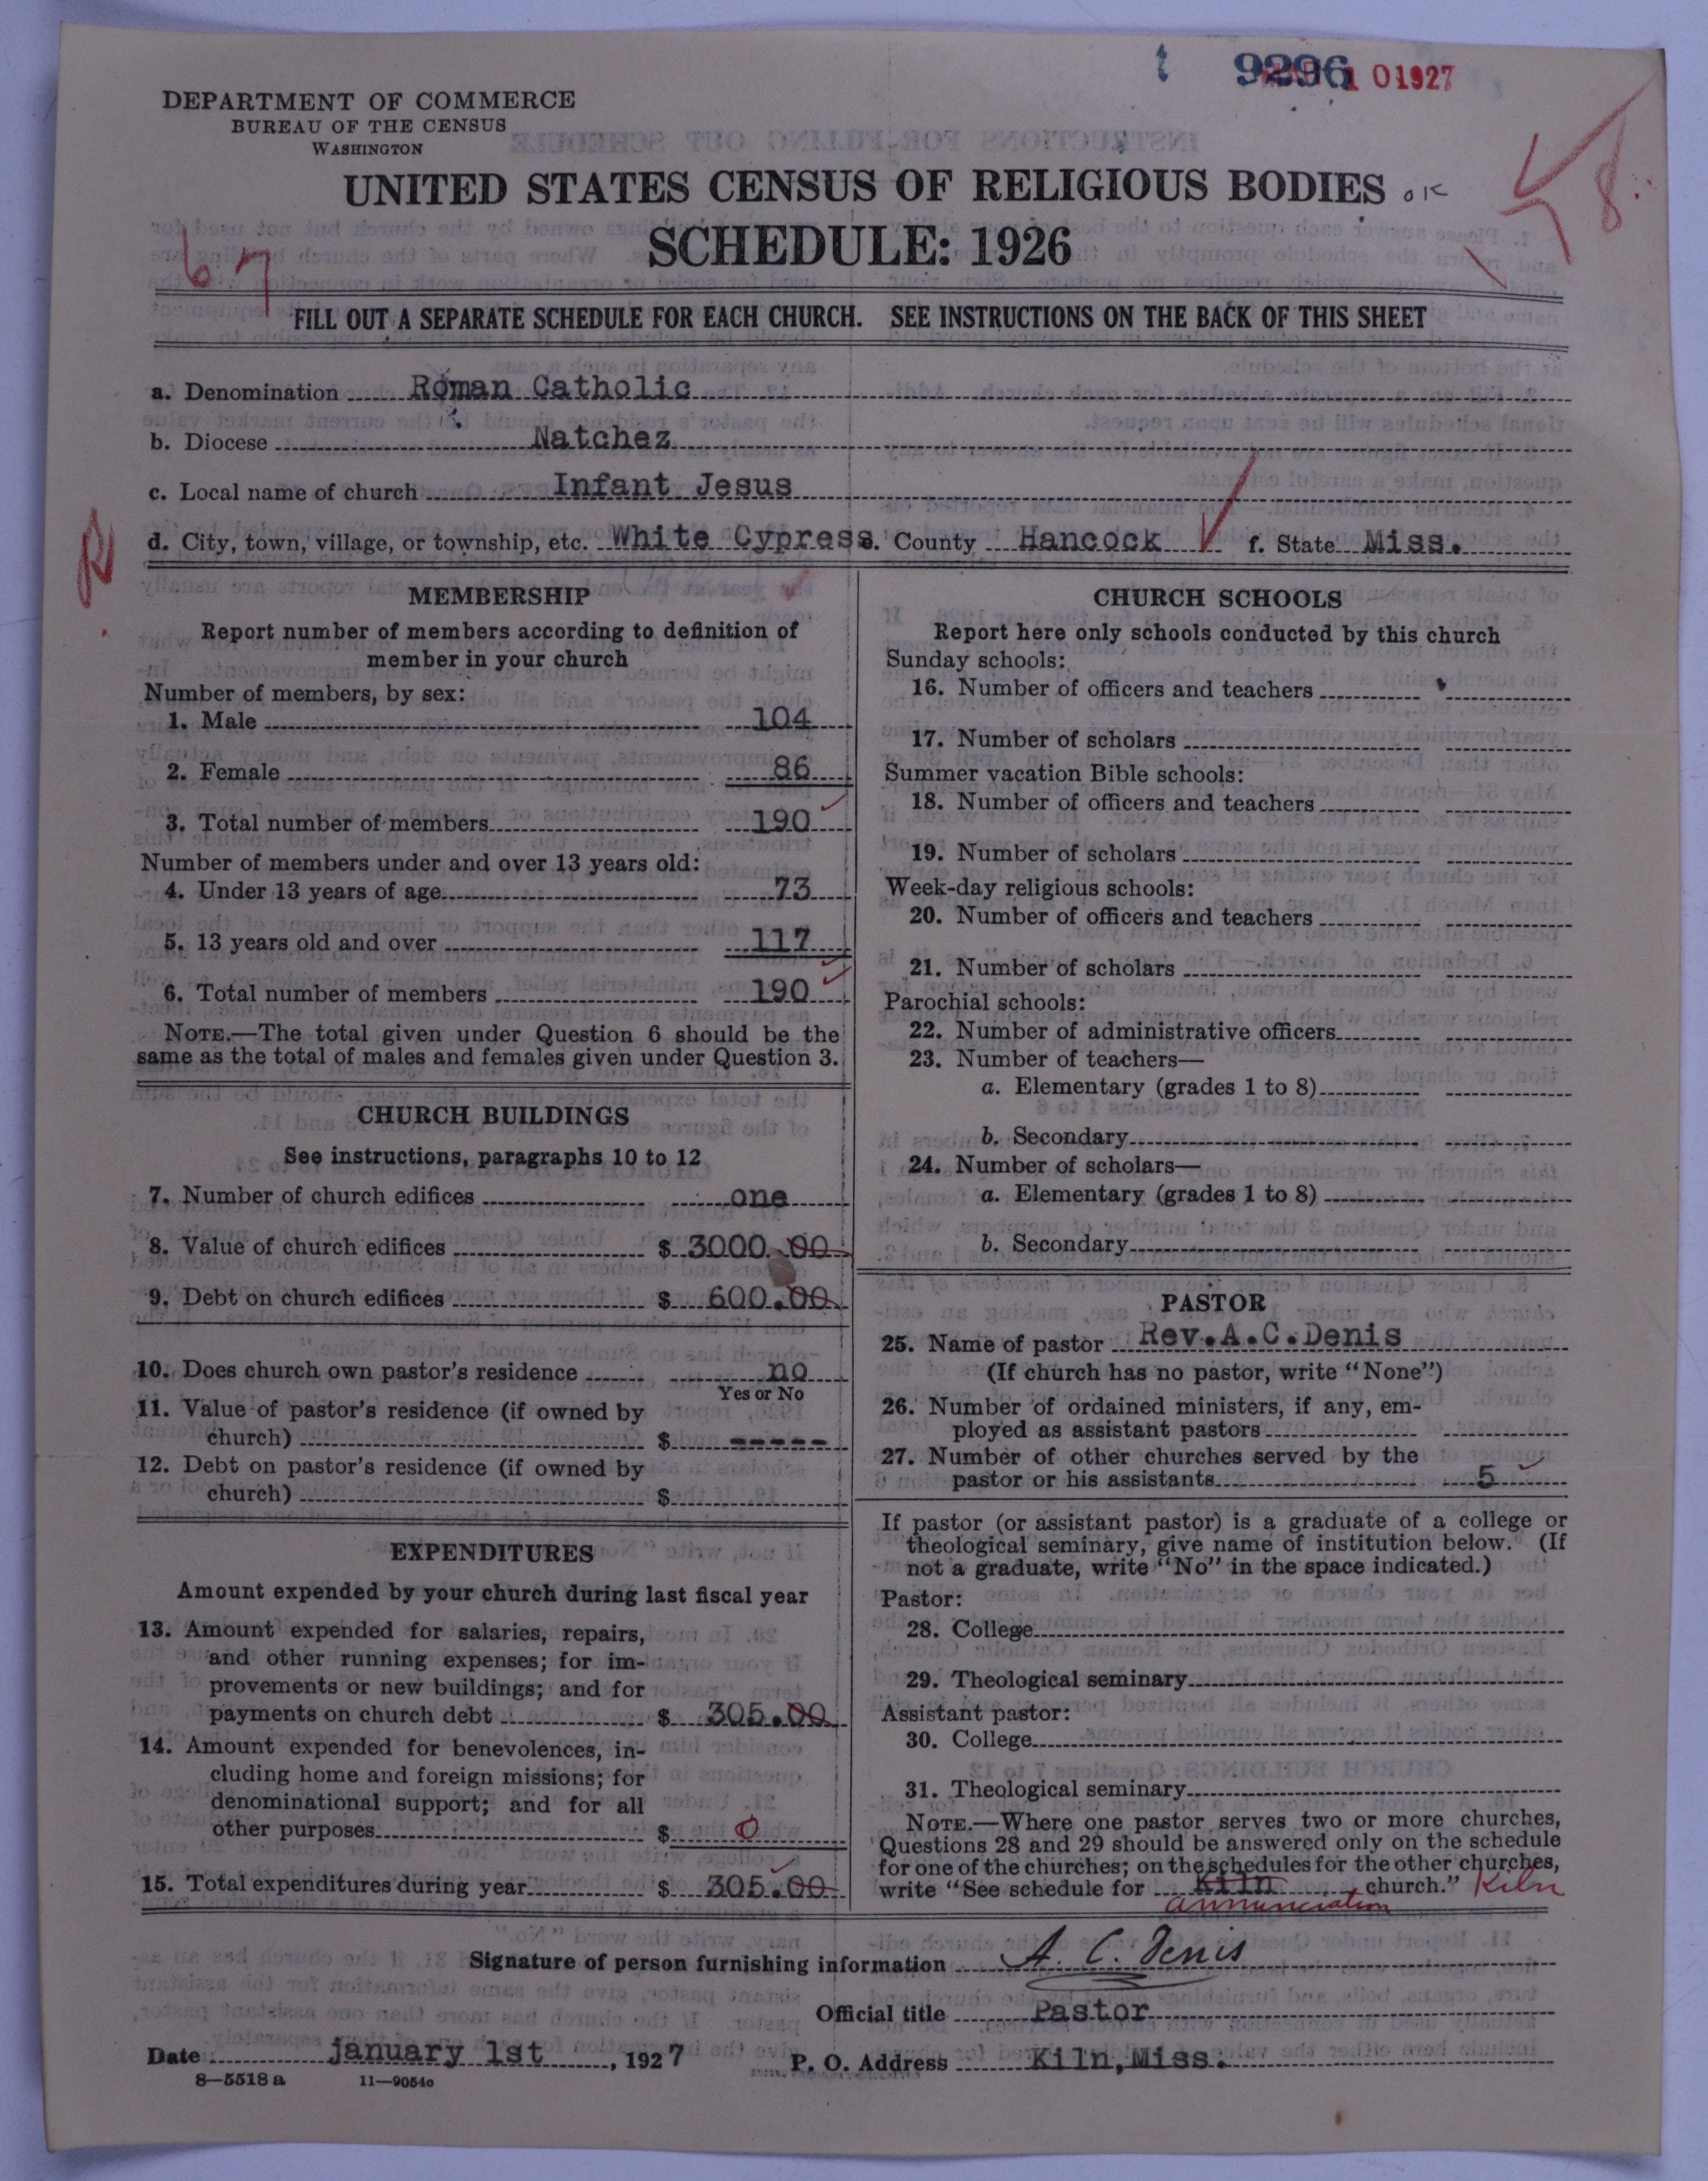 9296
1 0 1927
DEPARTMENT OF COMMERCE
BUREAU OF THE CENSUS
WASHINGTON
UNITED STATES CENSUS OF RELIGIOUS BODIES OK
SCHEDULE: 1926
8
67
FILL OUT A SEPARATE SCHEDULE FOR EACH CHURCH. SEE INSTRUCTIONS ON THE BACK OF THIS SHEET
a. Denomination Roman Catholic
b. Diocese Natchez
c. Local name of church Infant Jesus
R
d. City, town, village, or township, etc. White Cypress e. County Hancock f. State Miss.
MEMBERSHIP
Report number of members according to definition of
member in your church
Number of members, by sex:
1. Male 104
2. Female 86
3. Total number of members 190
Number of members under and over 13 years old:
4. Under 13 years of age 73
5. 13 years old and over 117
6. Total number of members 190
NOTE.—The total given under Question 6 should be the
same as the total of males and females given under Question 3.
CHURCH BUILDINGS
See instructions, paragraphs 10 to 12
7. Number of church edifices one
8. Value of church edifices $ 3000.00
9. Debt on church edifices $ 600.00
10. Does church own pastor's residence no
Yes or No
11. Value of pastor's residence (if owned by
church) $ -----
12. Debt on pastor's residence (if owned by
church) $
EXPENDITURES
Amount expended by your church during last fiscal year
13. Amount expended for salaries, repairs,
and other running expenses; for im-
provements or new buildings; and for
payments on church debt $ 305.00
14. Amount expended for benevolences, in-
cluding home and foreign missions; for
denominational support; and for all
other purposes $ 0
15. Total expenditures during year $ 305.00
CHURCH SCHOOLS
Report here only schools conducted by this church
Sunday schools:
16. Number of officers and teachers
17. Number of scholars
Summer vacation Bible schools:
18. Number of officers and teachers
19. Number of scholars
Week-day religious schools:
20. Number of officers and teachers
21. Number of scholars
Parochial schools:
22. Number of administrative officers
23. Number of teachers—
a. Elementary (grades 1 to 8)
b. Secondary
24. Number of scholars—
a. Elementary (grades 1 to 8)
b. Secondary
PASTOR
25. Name of pastor Rev.A.C.Denis
(If church has no pastor, write "None")
26. Number of ordained ministers, if any, em-
ployed as assistant pastors
27. Number of other churches served by the
pastor or his assistants 5
If pastor (or assistant pastor) is a graduate of a college or
theological seminary, give name of institution below. (If
not a graduate, write "No" in the space indicated.)
Pastor:
28. College
29. Theological seminary
Assistant pastor:
30. College
31. Theological seminary
NOTE.—Where one pastor serves two or more churches,
Questions 28 and 29 should be answered only on the schedule
for one of the churches; on the schedules for the other churches,
write "See schedule for Kiln church." Kiln
annunciation
Signature of person furnishing information A. C. Denis
Official title Pastor
Date january 1st, 1927 P. O. Address Kiln, Miss.
8—5518 a 11—9054c